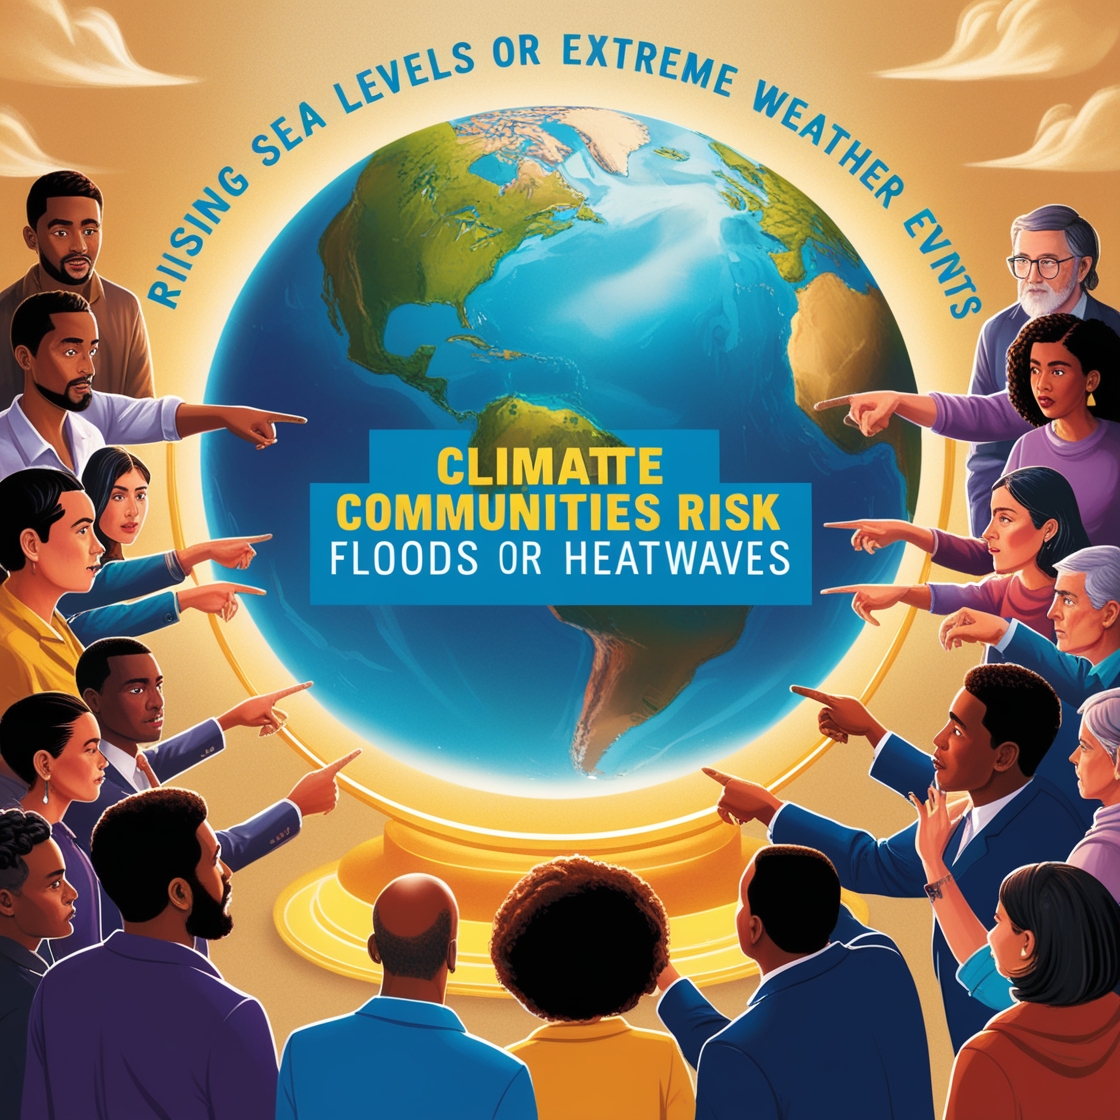 RIISING SEA LEVELS OR EXTREME WEATHER EVNTS
CLIMATTE
COMMUNITIES RISK
FLOODS OR HEATWAVES